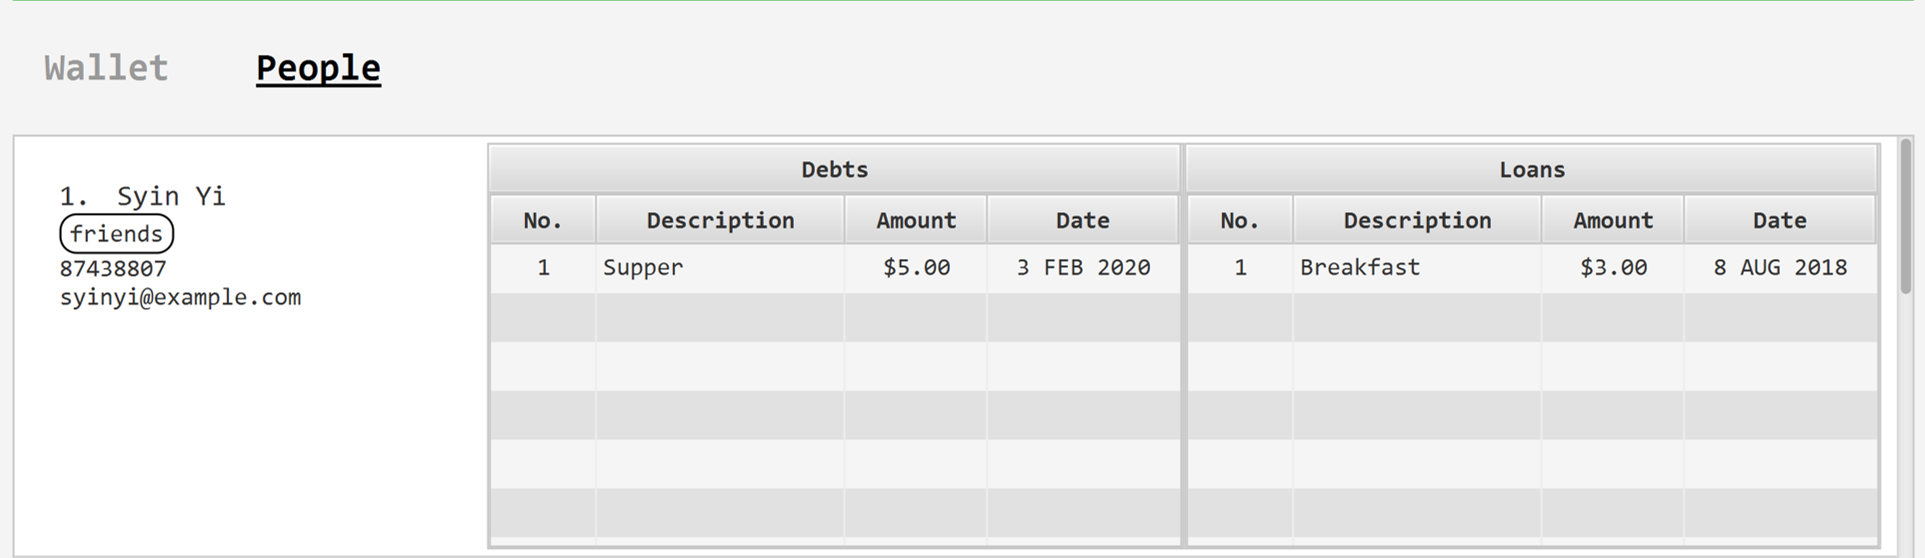 Wallet People
1. Syin Yi
friends
87438807
syinyi@example.com
Debts Loans
No. Description Amount Date No. Description Amount Date
1 Supper $5.00 3 FEB 2020 1 Breakfast $3.00 8 AUG 2018